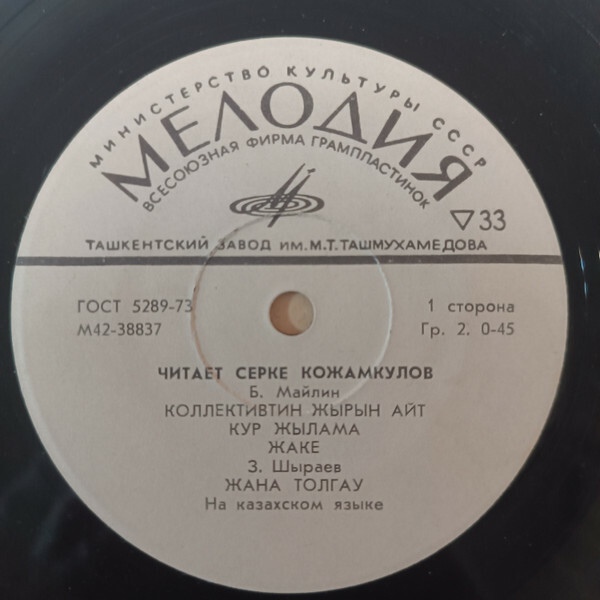 МИНИСТЕРСТВО КУЛЬТУРЫ СССР
МЕЛОДИЯ
ВСЕСОЮЗНАЯ ФИРМА ГРАМПЛАСТИНОК
▽33
ТАШКЕНТСКИЙ ЗАВОД ИМ. М.Т. ТАШМУХАМЕДОВА
ГОСТ 5289-73
1 сторона
М42-38837
Гр. 2. 0-45
ЧИТАЕТ СЕРКЕ КОЖАМКУЛОВ
Б. Майлин
КОЛЛЕКТИВТИН ЖЫРЫН АЙТ
КУР ЖЫЛАМА
ЖАКЕ
З. Шыраев
ЖАНА ТОЛГАУ
На казахском языке